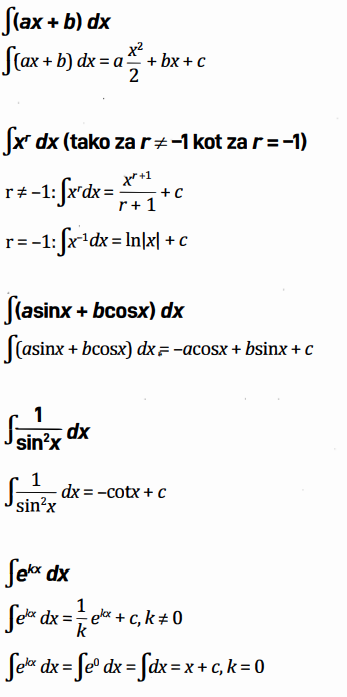 ∫(ax + b) dx
∫(ax + b) dx = a x²/2 + bx + c
∫xʳ dx (tako za r ≠ –1 kot za r = –1)
r ≠ –1: ∫xʳdx = xʳ⁺¹/(r + 1) + c
r = –1: ∫x⁻¹dx = ln|x| + c
∫(asinx + bcosx) dx
∫(asinx + bcosx) dx = –acosx + bsinx + c
∫1/sin²x dx
∫1/sin²x dx = –cotx + c
∫eᵏˣ dx
∫eᵏˣ dx = 1/k eᵏˣ + c, k ≠ 0
∫eᵏˣ dx = ∫e⁰ dx = ∫dx = x + c, k = 0